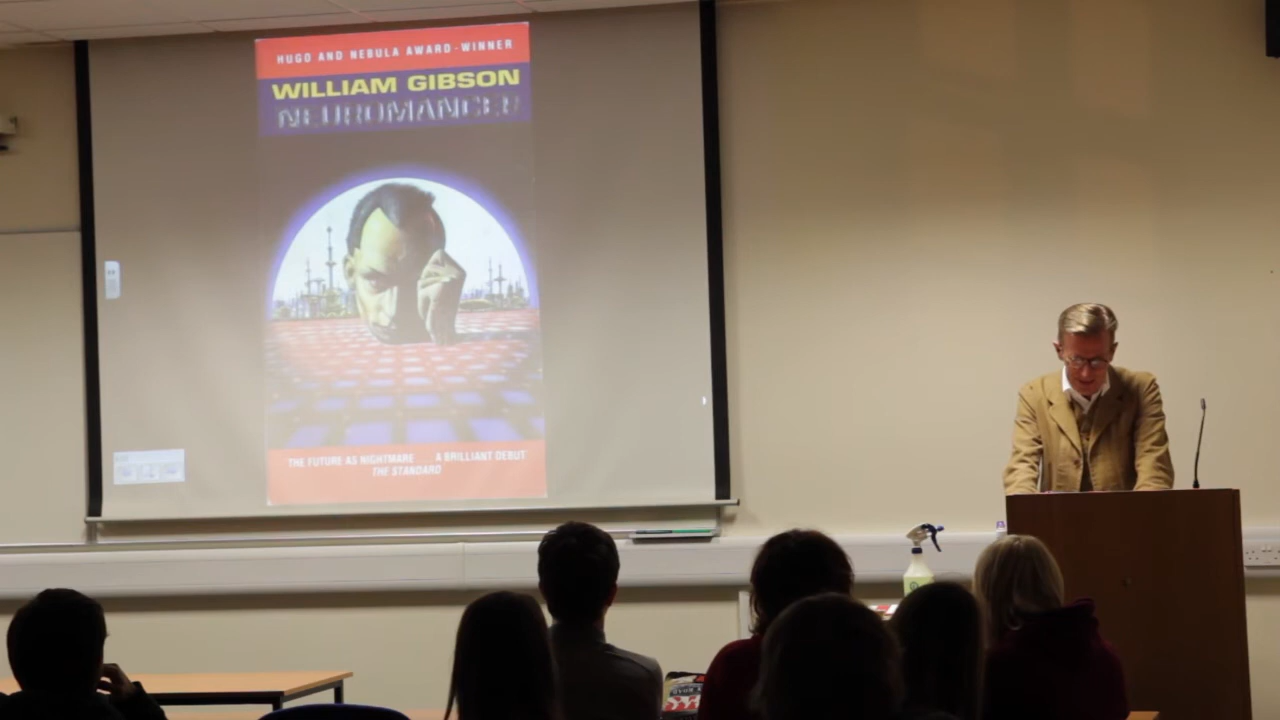 HUGO AND NEBULA AWARD-WINNER
WILLIAM GIBSON
NEUROMANCER
THE FUTURE AS NIGHTMARE A BRILLIANT DEBUT
THE STANDARD